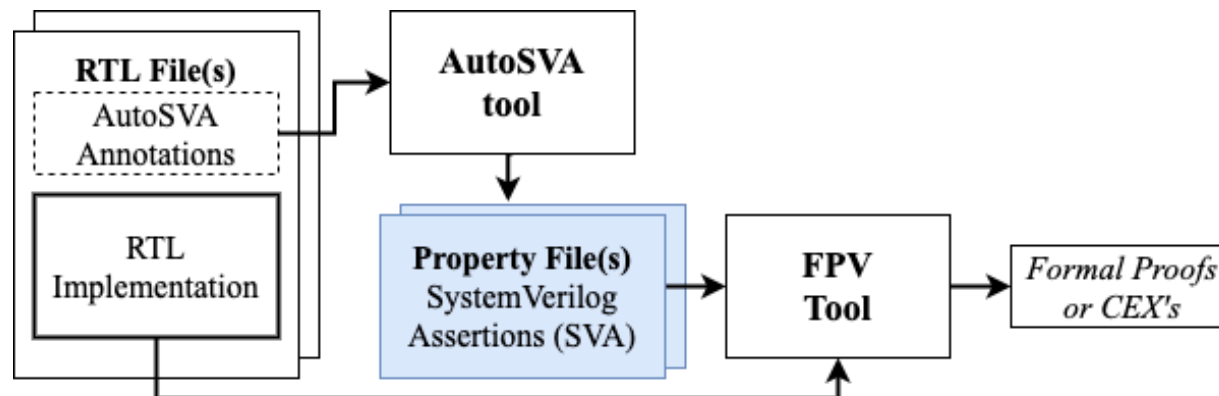 RTL File(s)
AutoSVA
Annotations
RTL
Implementation
AutoSVA
tool
Property File(s)
SystemVerilog
Assertions (SVA)
FPV
Tool
Formal Proofs
or CEX's